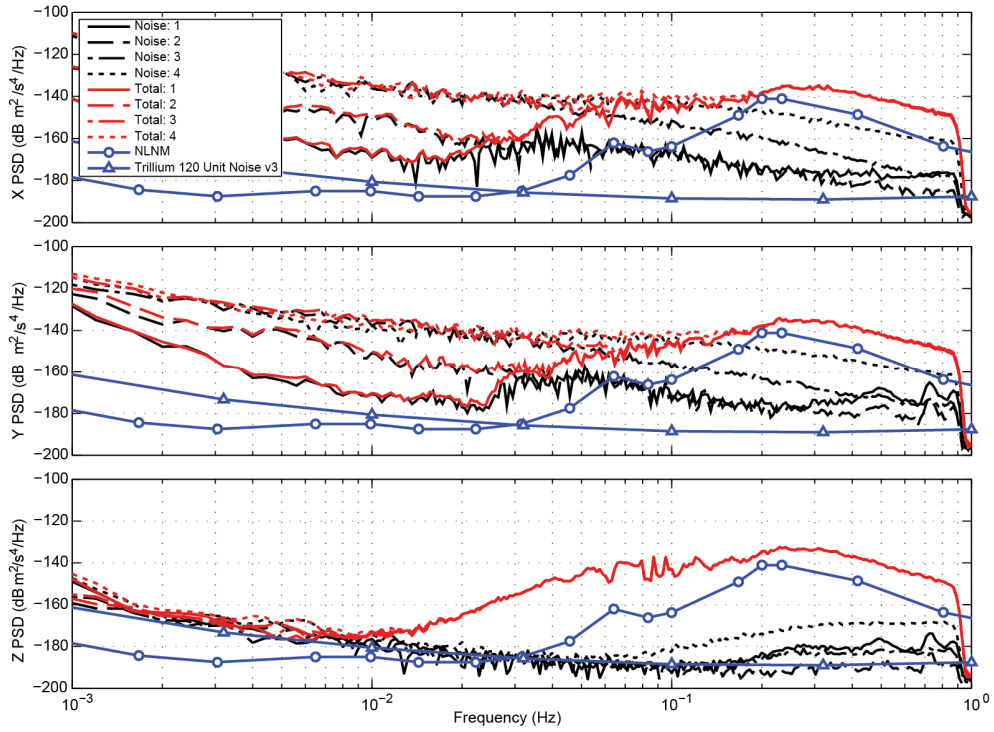 −100
−120
−140
−160
−180
−200
X PSD (dB m²/s⁴/Hz)
Noise: 1
Noise: 2
Noise: 3
Noise: 4
Total: 1
Total: 2
Total: 3
Total: 4
NLNM
Trillium 120 Unit Noise v3
−100
−120
−140
−160
−180
−200
Y PSD (dB m²/s⁴/Hz)
−100
−120
−140
−160
−180
−200
Z PSD (dB m²/s⁴/Hz)
10⁻³ 10⁻² 10⁻¹ 10⁰
Frequency (Hz)